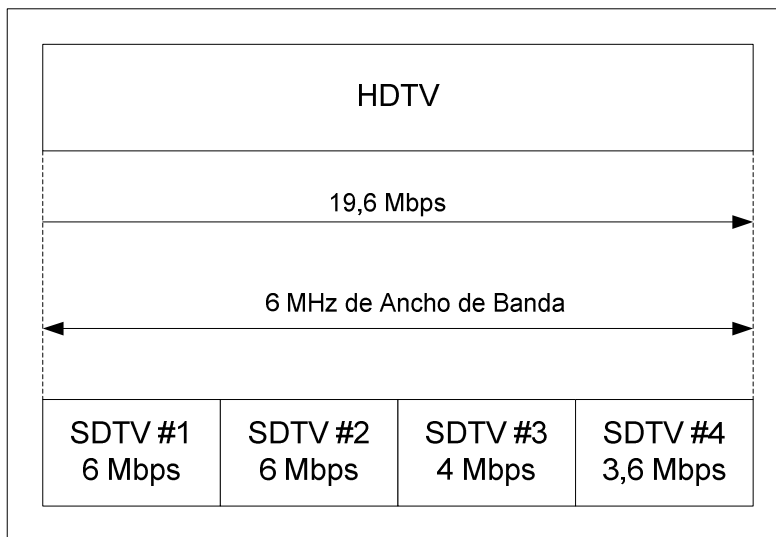 HDTV
19,6 Mbps
6 MHz de Ancho de Banda
SDTV #1
6 Mbps
SDTV #2
6 Mbps
SDTV #3
4 Mbps
SDTV #4
3,6 Mbps